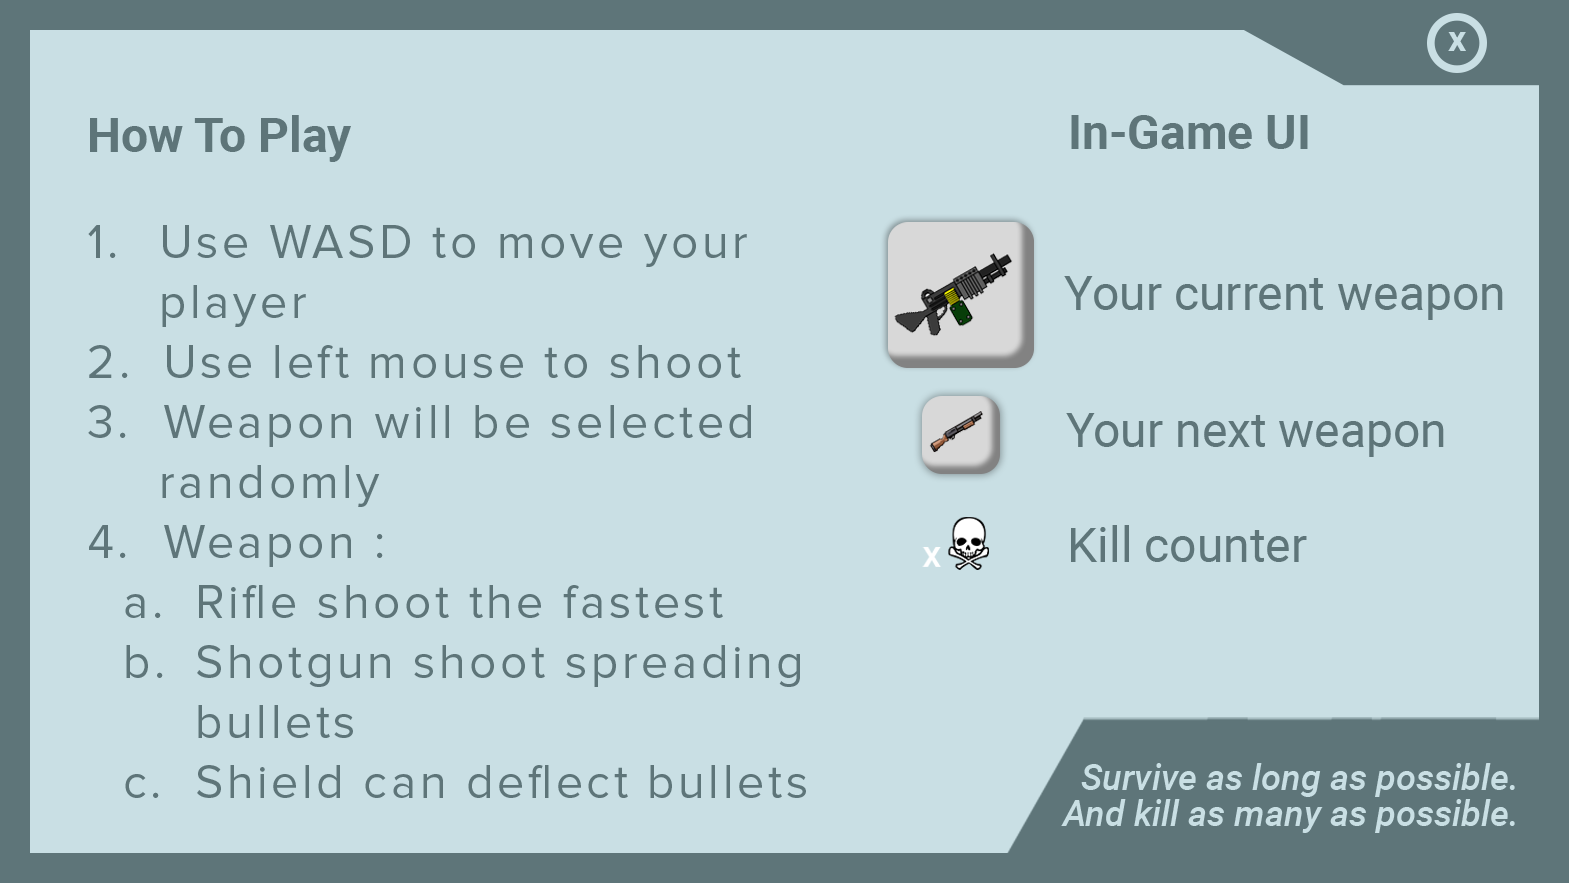 X
How To Play
1. Use WASD to move your
player
2. Use left mouse to shoot
3. Weapon will be selected
randomly
4. Weapon :
a. Rifle shoot the fastest
b. Shotgun shoot spreading
bullets
c. Shield can deflect bullets
In-Game UI
Your current weapon
Your next weapon
x
Kill counter
Survive as long as possible.
And kill as many as possible.